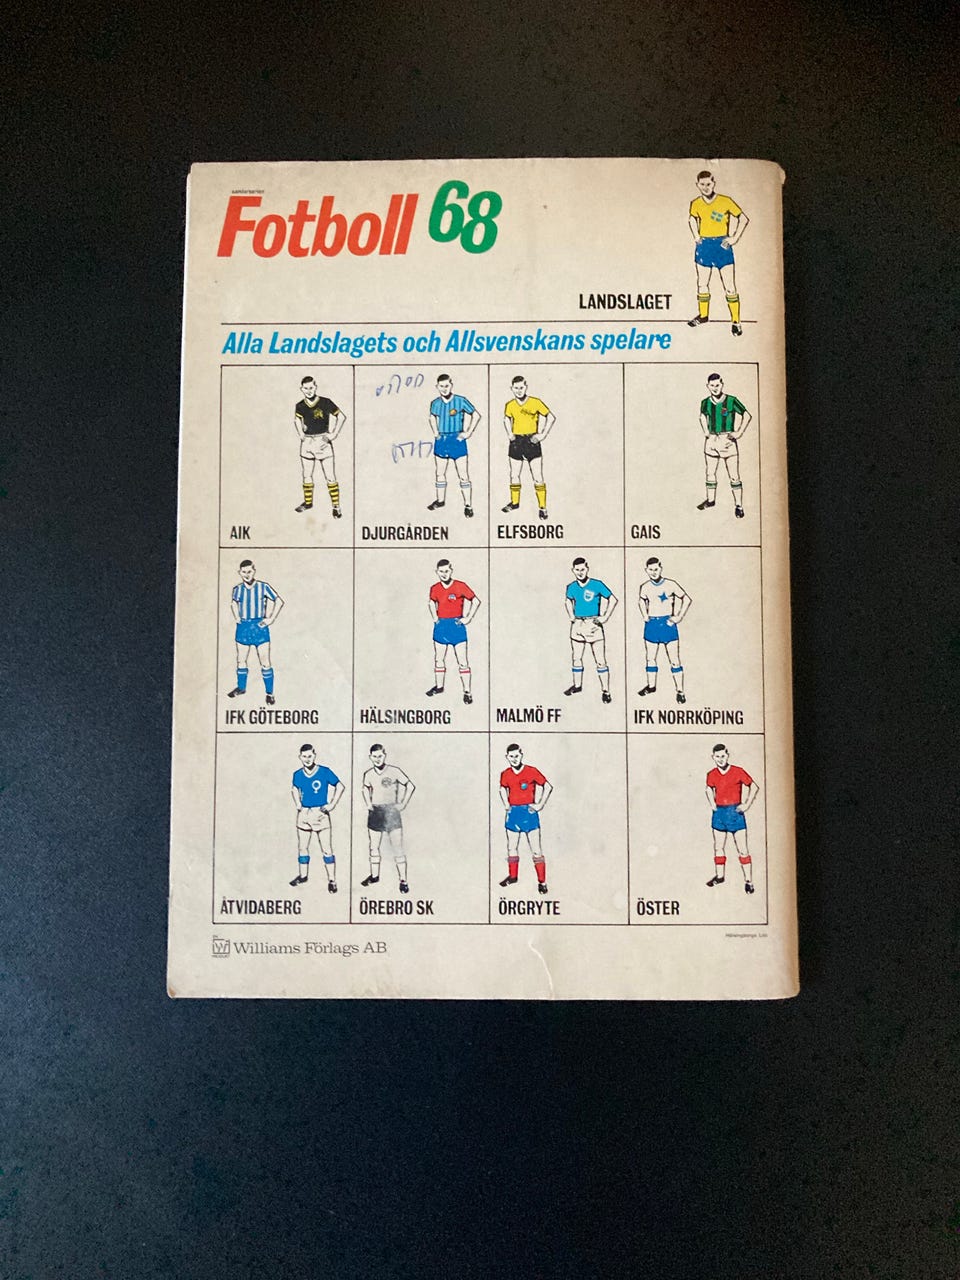 samlarserien
Fotboll 68
LANDSLAGET
Alla Landslagets och Allsvenskans spelare
AIK
DJURGÅRDEN
ELFSBORG
GAIS
IFK GÖTEBORG
HÄLSINGBORG
MALMÖ FF
IFK NORRKÖPING
ÅTVIDABERG
ÖREBRO SK
ÖRGRYTE
ÖSTER
Williams Förlags AB